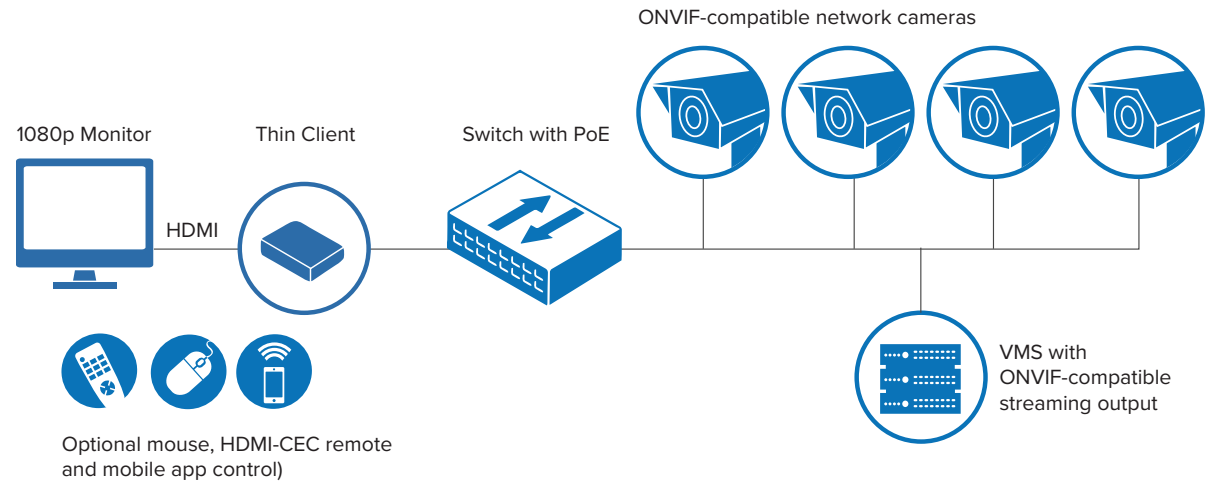 ONVIF-compatible network cameras
1080p Monitor
Thin Client
Switch with PoE
HDMI
VMS with
ONVIF-compatible
streaming output
Optional mouse, HDMI-CEC remote
and mobile app control)